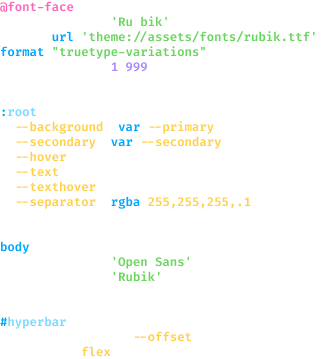 @font-face
'Ru bik'
url 'theme://assets/fonts/rubik.ttf'
format "truetype-variations"
1 999
:root
--background var --primary
--secondary var --secondary
--hover
--text
--texthover
--separator rgba 255,255,255,.1
body
'Open Sans'
'Rubik'
#hyperbar
--offset
flex